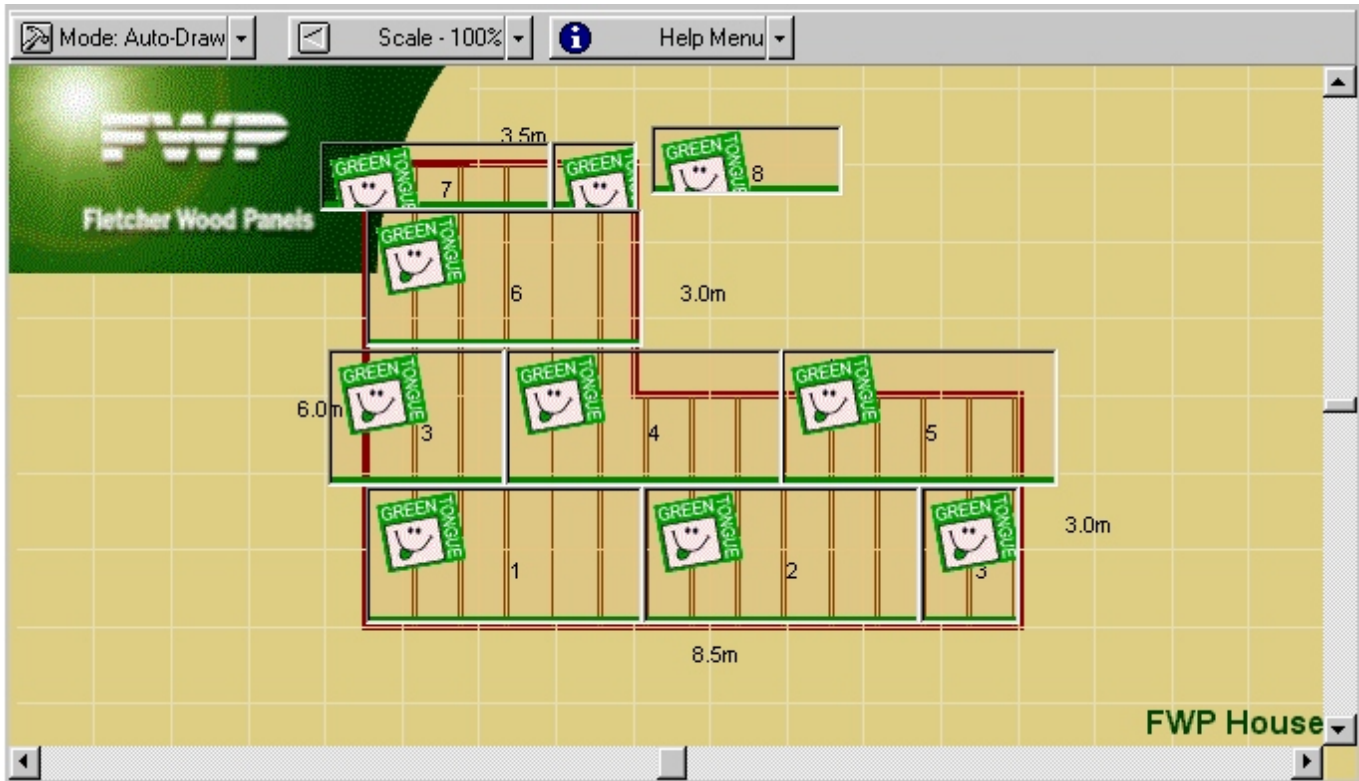 Mode: Auto-Draw
Scale - 100%
Help Menu
FWP
Fletcher Wood Panels
3.5m
GREEN TONGUE
7
GREEN TONGUE
GREEN TONGUE
8
GREEN TONGUE
6
3.0m
6.0m
GREEN TONGUE
3
GREEN TONGUE
4
GREEN TONGUE
5
GREEN TONGUE
1
GREEN TONGUE
2
GREEN TONGUE
3
3.0m
8.5m
FWP House